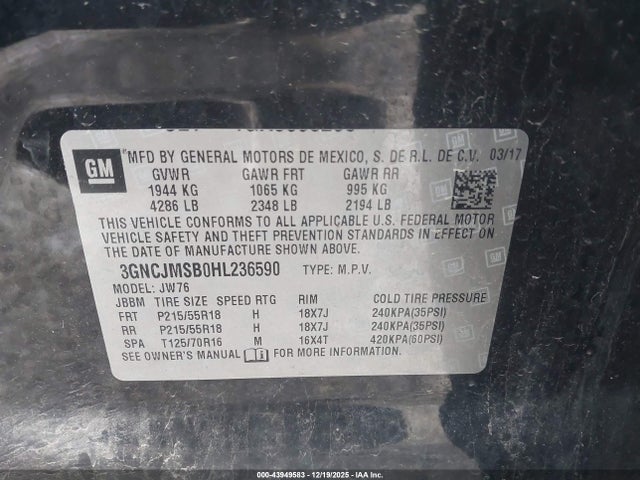 GM
MFD BY GENERAL MOTORS DE MEXICO, S. DE R.L. DE C.V. 03/17
GVWR GAWR FRT GAWR RR
1944 KG 1065 KG 995 KG
4286 LB 2348 LB 2194 LB
THIS VEHICLE CONFORMS TO ALL APPLICABLE U.S. FEDERAL MOTOR
VEHICLE SAFETY AND THEFT PREVENTION STANDARDS IN EFFECT ON
THE DATE OF MANUFACTURE SHOWN ABOVE.
3GNCJMSB0HL236590 TYPE: M.P.V.
MODEL: JW76
JBBM TIRE SIZE SPEED RTG RIM COLD TIRE PRESSURE
FRT P215/55R18 H 18X7J 240KPA(35PSI)
RR P215/55R18 H 18X7J 240KPA(35PSI)
SPA T125/70R16 M 16X4T 420KPA(60PSI)
SEE OWNER'S MANUAL FOR MORE INFORMATION.
000-43949583 - 12/19/2025 - IAA Inc.